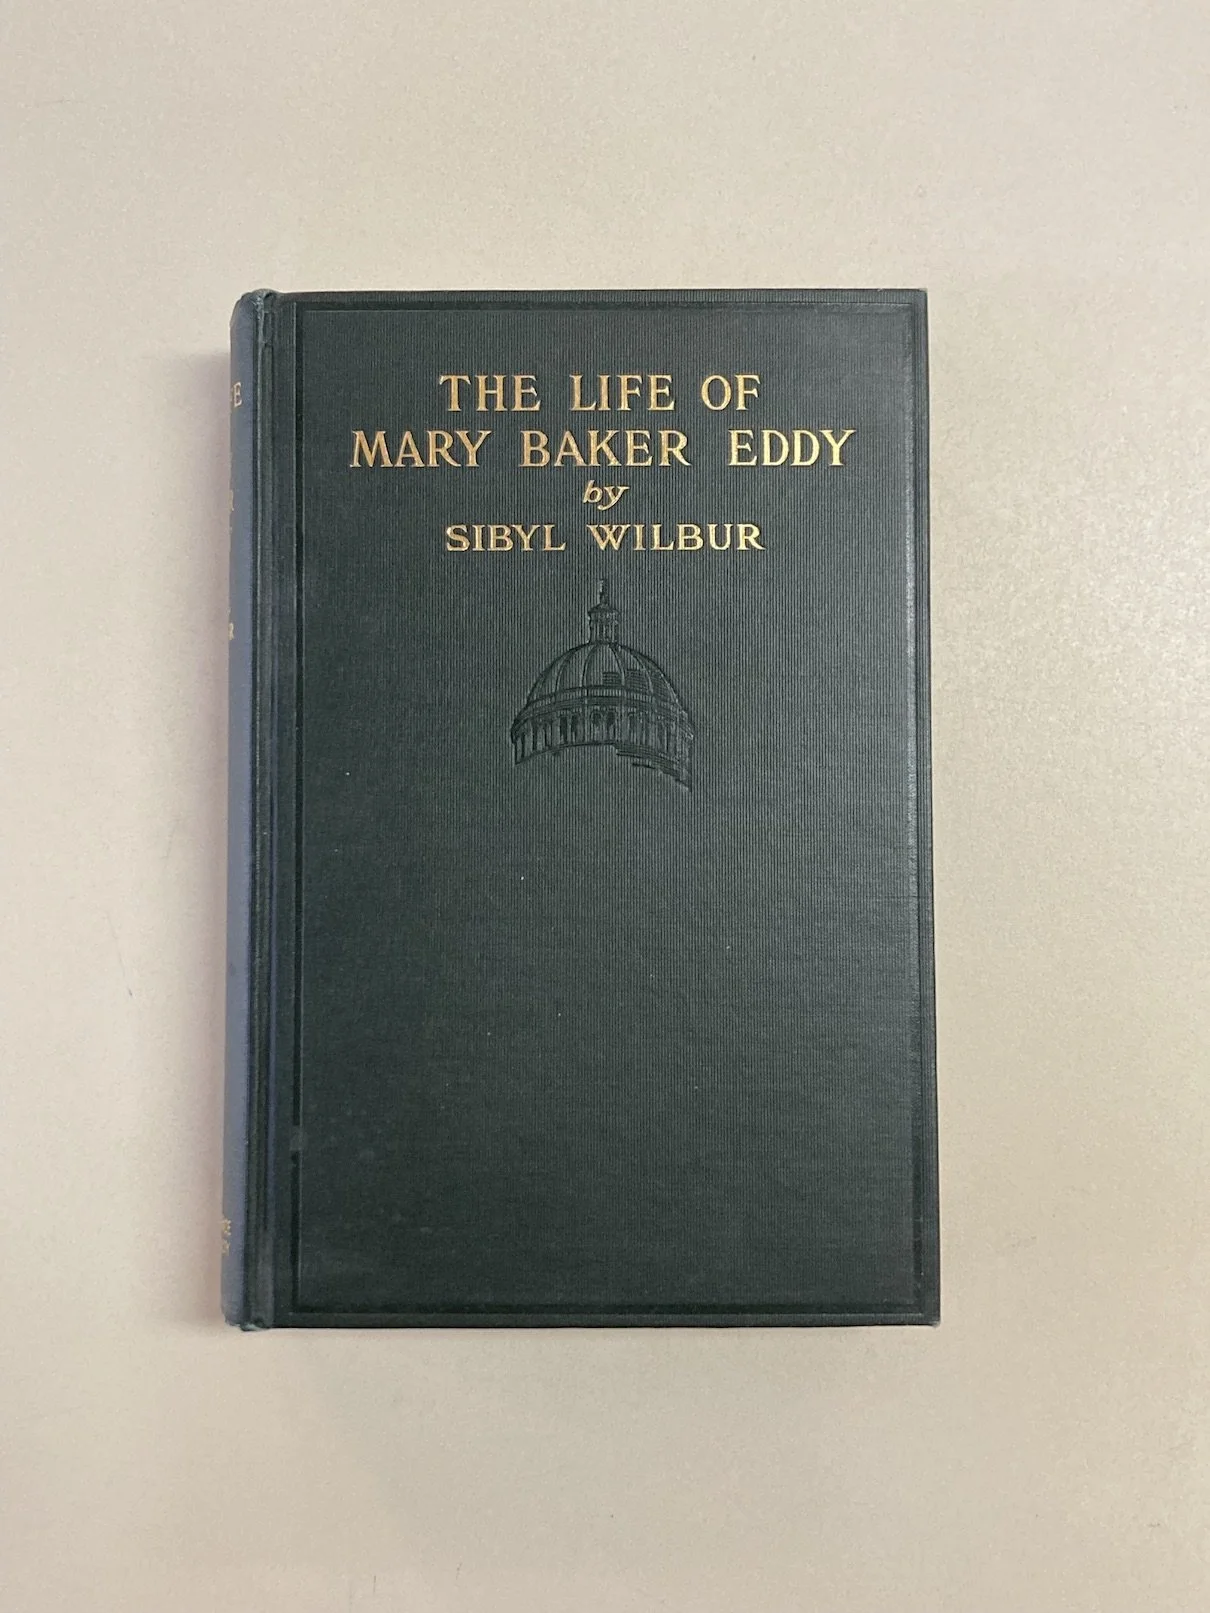 THE LIFE OF
MARY BAKER EDDY
by
SIBYL WILBUR